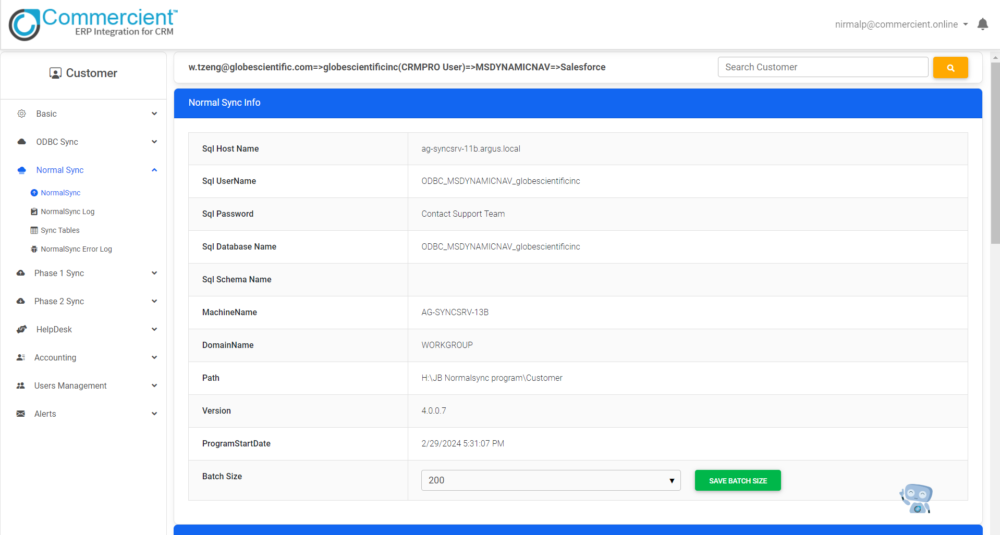 Commercient™
ERP Integration for CRM
nirmalp@commercient.online
Customer
Basic
ODBC Sync
Normal Sync
NormalSync
NormalSync Log
Sync Tables
NormalSync Error Log
Phase 1 Sync
Phase 2 Sync
HelpDesk
Accounting
Users Management
Alerts
w.tzeng@globescientific.com=>globescientificinc(CRMPRO User)=>MSDYNAMICNAV=>Salesforce
Search Customer
Normal Sync Info
Sql Host Name ag-syncsrv-11b.argus.local
Sql UserName ODBC_MSDYNAMICNAV_globescientificinc
Sql Password Contact Support Team
Sql Database Name ODBC_MSDYNAMICNAV_globescientificinc
Sql Schema Name
MachineName AG-SYNCSRV-13B
DomainName WORKGROUP
Path H:\JB Normalsync program\Customer
Version 4.0.0.7
ProgramStartDate 2/29/2024 5:31:07 PM
Batch Size 200 SAVE BATCH SIZE